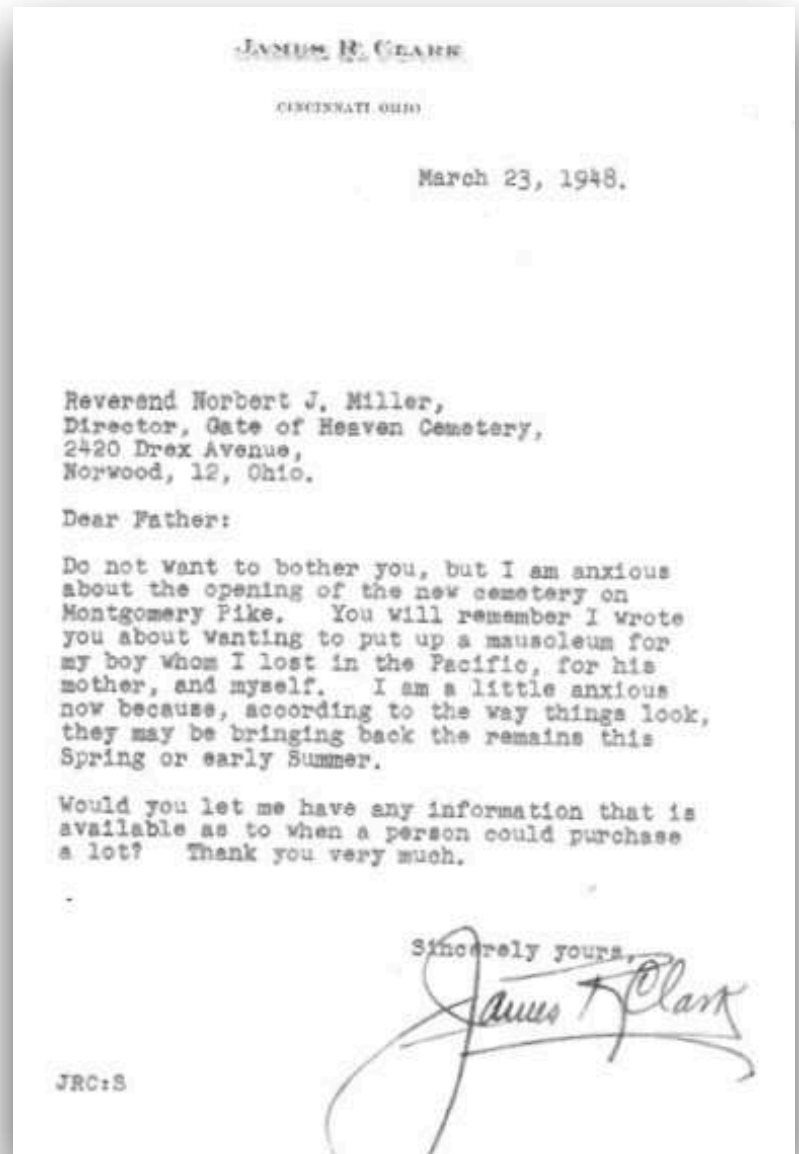 JAMES R. CLARK
CINCINNATI, OHIO
March 23, 1948.
Reverend Norbert J. Miller,
Director, Gate of Heaven Cemetery,
2420 Drex Avenue,
Norwood, 12, Ohio.
Dear Father:
Do not want to bother you, but I am anxious
about the opening of the new cemetery on
Montgomery Pike. You will remember I wrote
you about wanting to put up a mausoleum for
my boy whom I lost in the Pacific, for his
mother, and myself. I am a little anxious
now because, according to the way things look,
they may be bringing back the remains this
Spring or early Summer.
Would you let me have any information that is
available as to when a person could purchase
a lot? Thank you very much.
Sincerely yours,
James R Clark
JRC:S